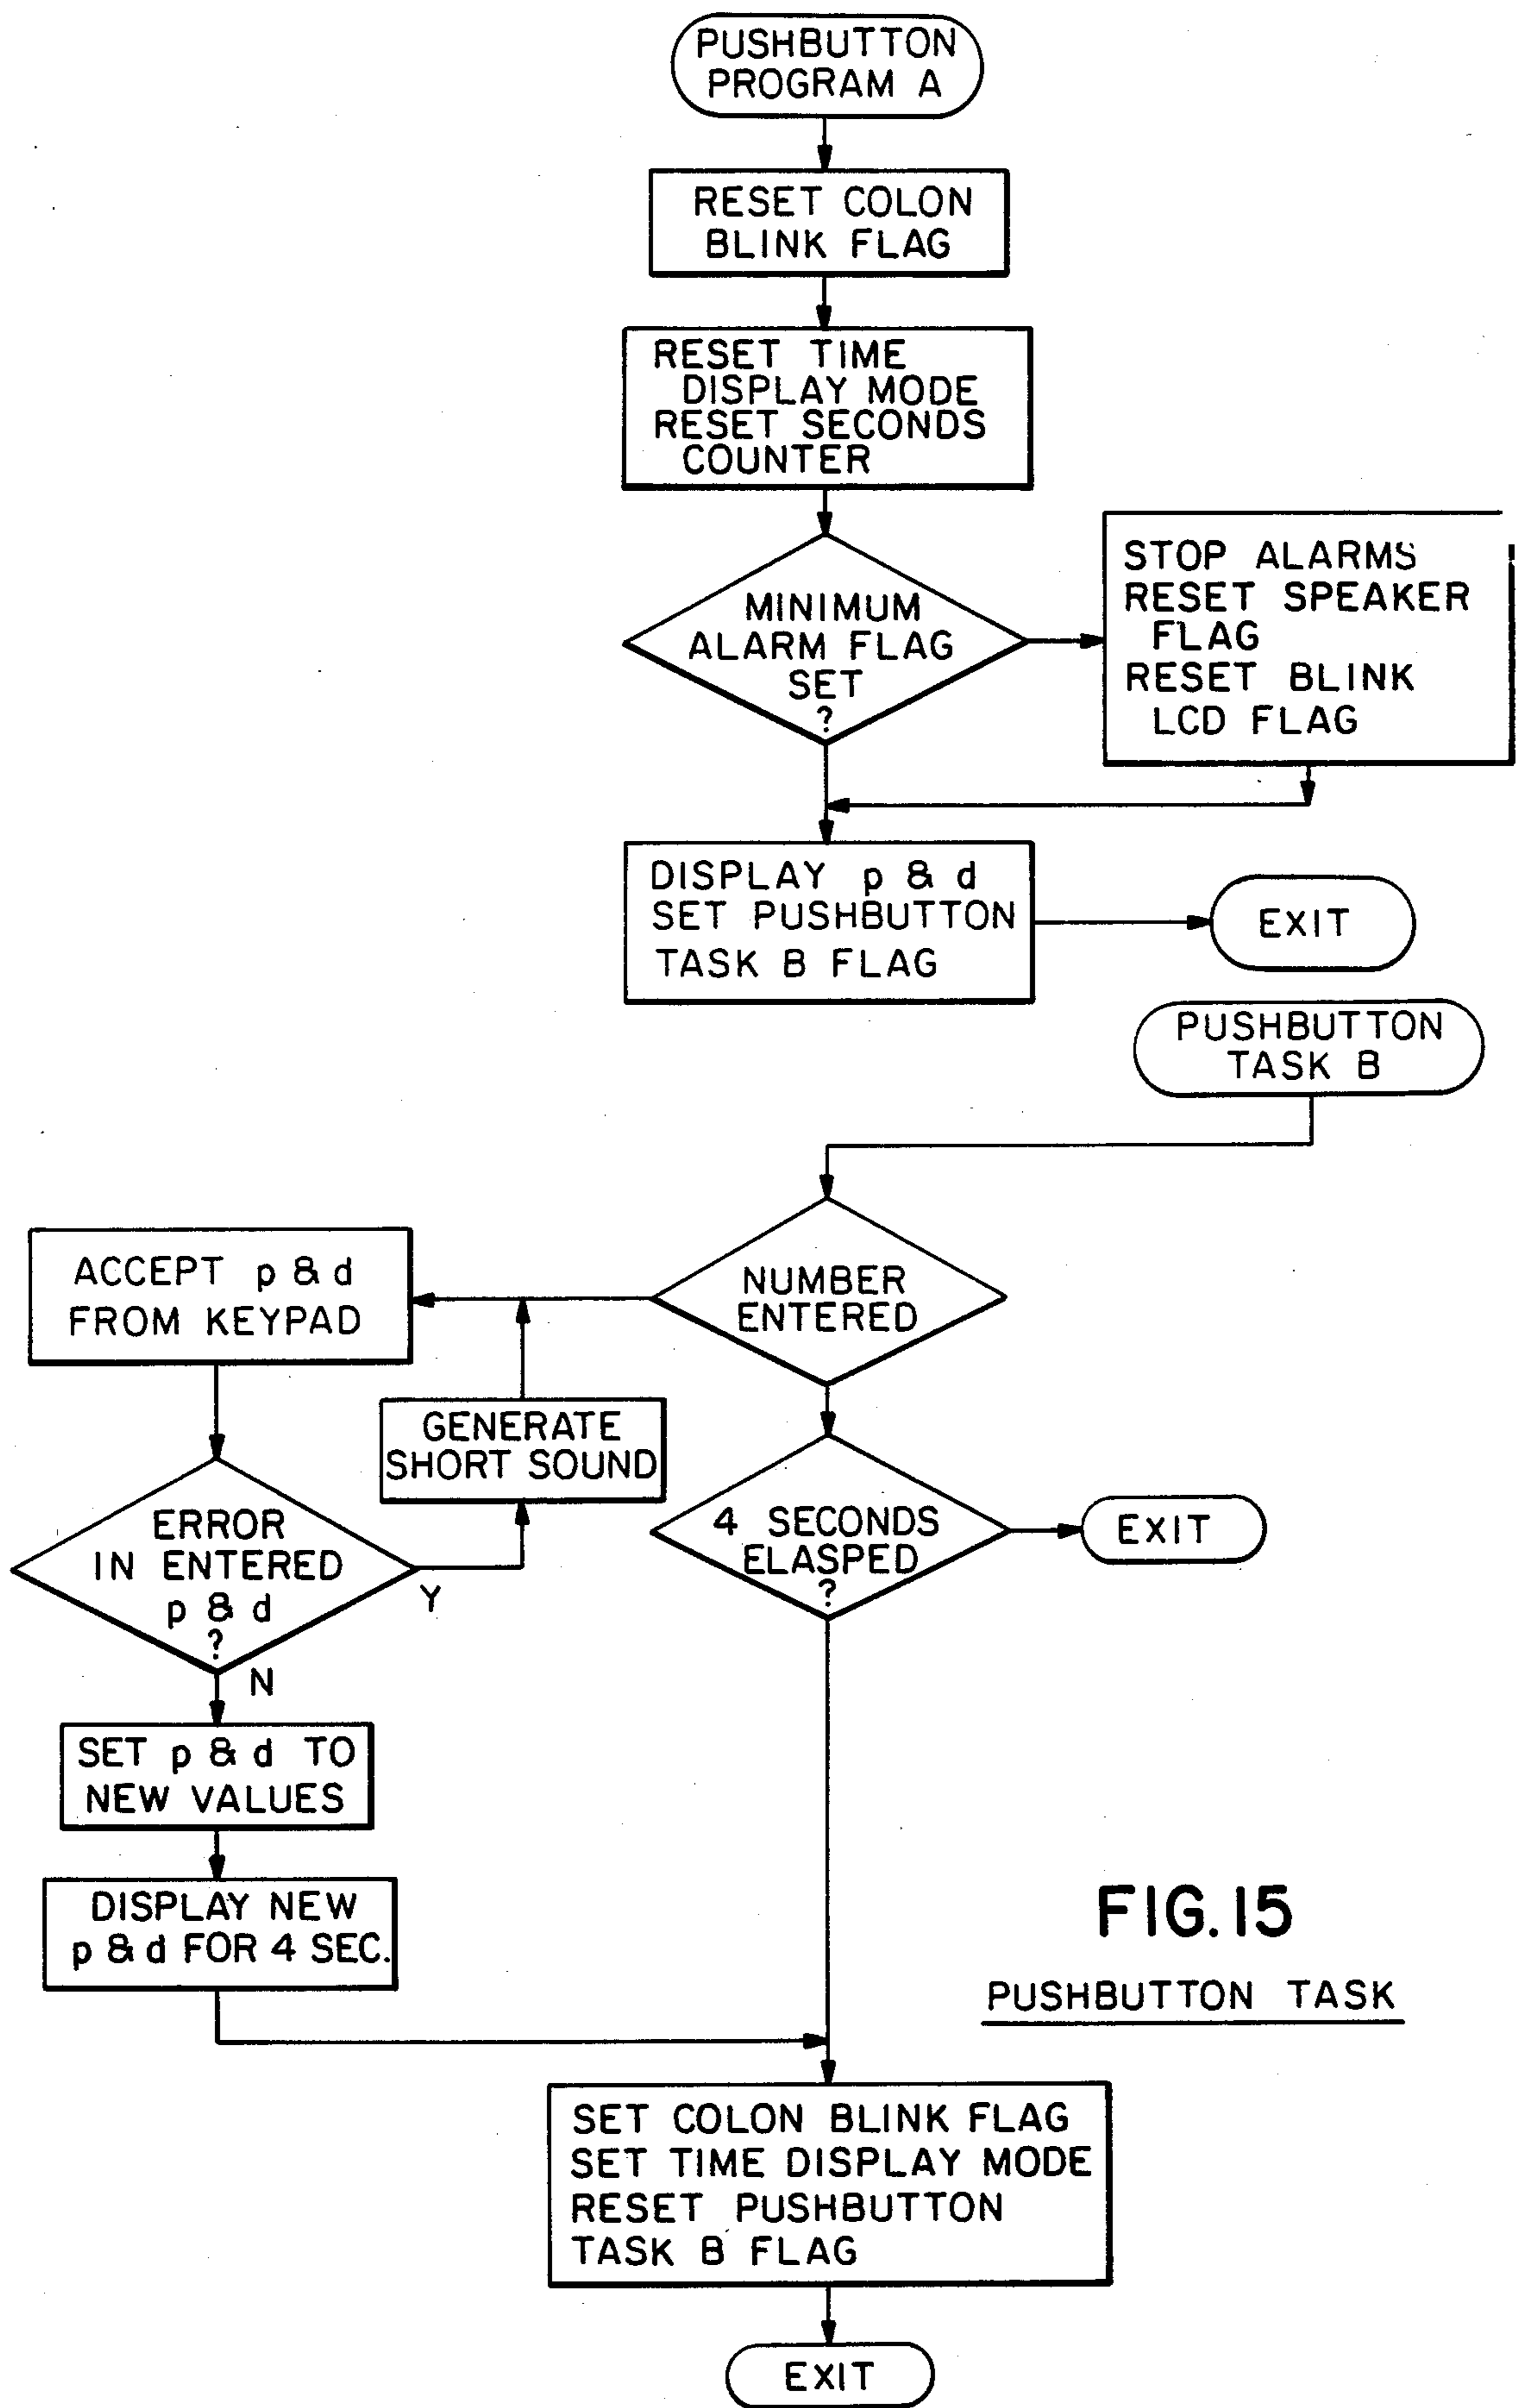 PUSHBUTTON
PROGRAM A
RESET COLON
BLINK FLAG
RESET TIME
DISPLAY MODE
RESET SECONDS
COUNTER
MINIMUM
ALARM FLAG
SET
?
STOP ALARMS
RESET SPEAKER
FLAG
RESET BLINK
LCD FLAG
DISPLAY p & d
SET PUSHBUTTON
TASK B FLAG
EXIT
PUSHBUTTON
TASK B
NUMBER
ENTERED
ACCEPT p & d
FROM KEYPAD
GENERATE
SHORT SOUND
4 SECONDS
ELASPED
?
EXIT
ERROR
IN ENTERED
p & d
?
Y
N
SET p & d TO
NEW VALUES
DISPLAY NEW
p & d FOR 4 SEC.
FIG. 15
PUSHBUTTON TASK
SET COLON BLINK FLAG
SET TIME DISPLAY MODE
RESET PUSHBUTTON
TASK B FLAG
EXIT